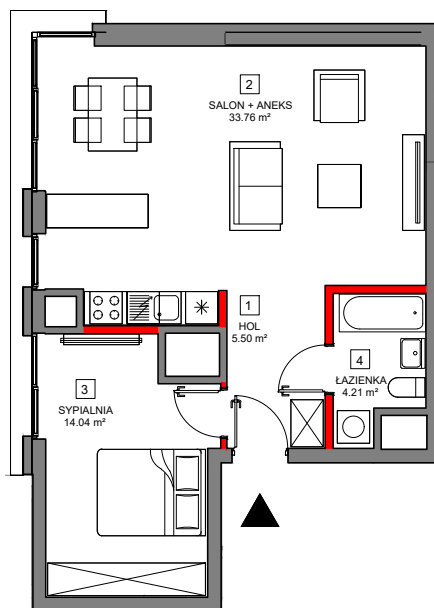 2
SALON + ANEKS
33.76 m²
1
HOL
5.50 m²
4
ŁAZIENKA
4.21 m²
3
SYPIALNIA
14.04 m²